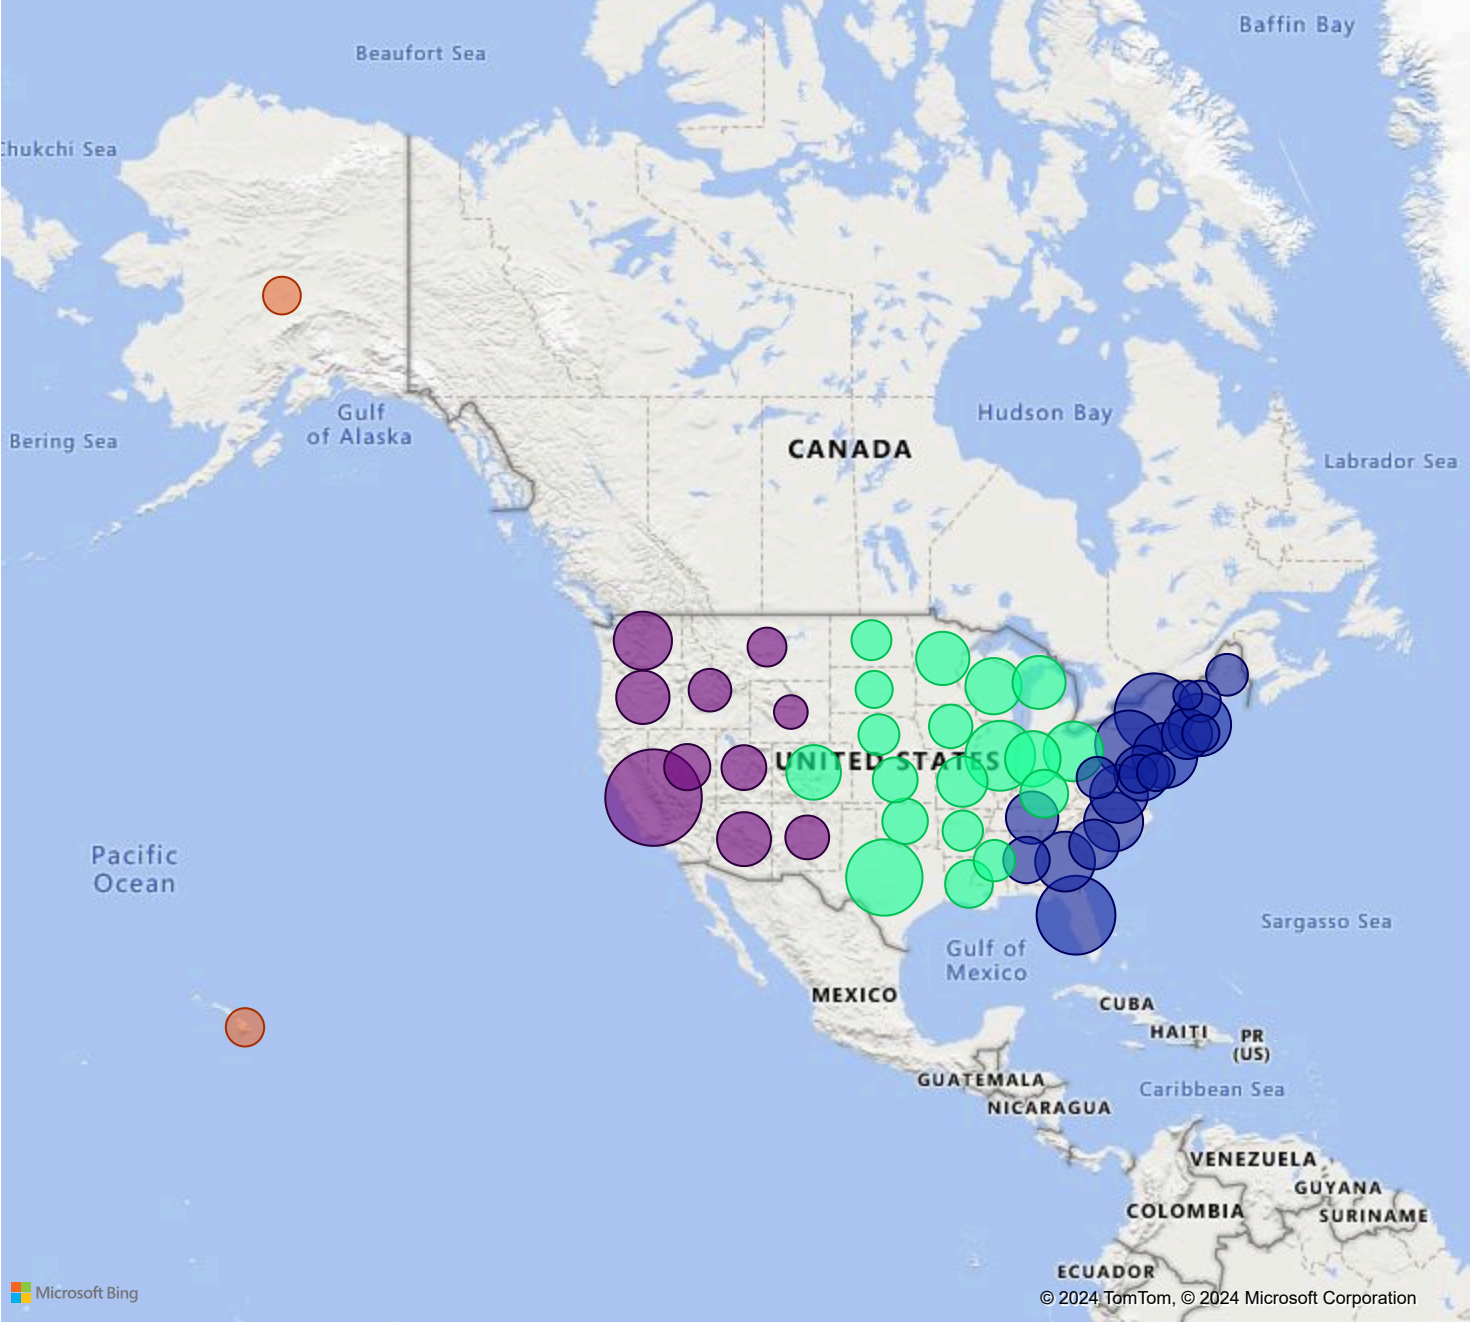 Baffin Bay
Beaufort Sea
Chukchi Sea
Gulf
of Alaska
Hudson Bay
Bering Sea
CANADA
Labrador Sea
UNITED STATES
Pacific
Ocean
Sargasso Sea
Gulf of
Mexico
MEXICO
CUBA
HAITI
PR
(US)
GUATEMALA
Caribbean Sea
NICARAGUA
VENEZUELA
GUYANA
COLOMBIA
SURINAME
ECUADOR
Microsoft Bing
© 2024 TomTom, © 2024 Microsoft Corporation